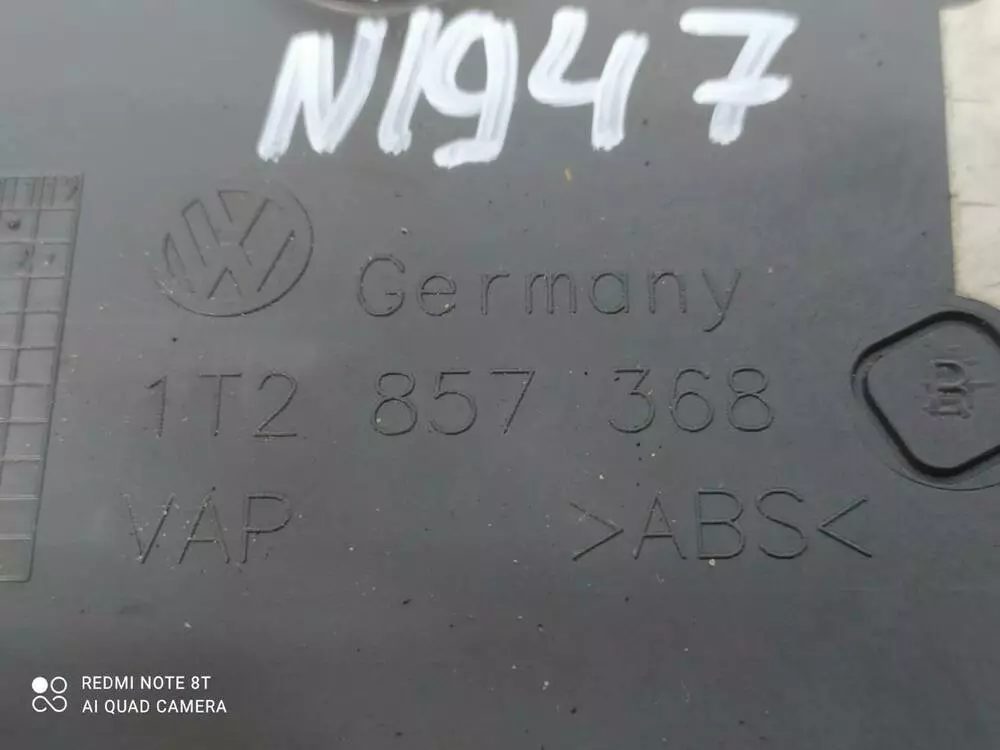 N1947
Germany
1T2 857 368
VAP >ABS<
B
REDMI NOTE 8T
AI QUAD CAMERA